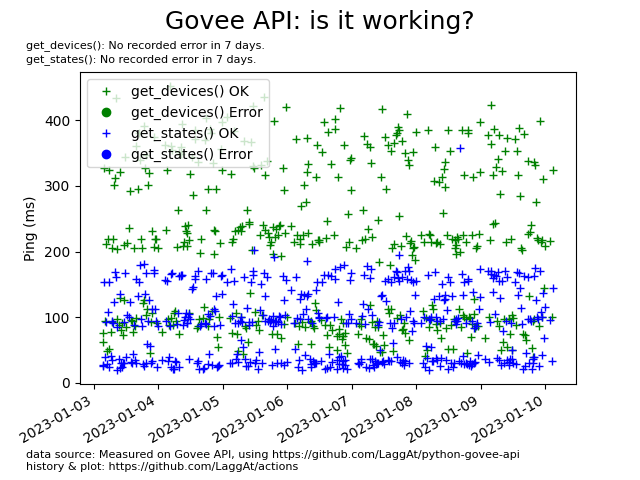 Govee API: is it working?
get_devices(): No recorded error in 7 days.
get_states(): No recorded error in 7 days.
get_devices() OK
get_devices() Error
get_states() OK
get_states() Error
Ping (ms)
400
300
200
100
0
2023-01-03
2023-01-04
2023-01-05
2023-01-06
2023-01-07
2023-01-08
2023-01-09
2023-01-10
data source: Measured on Govee API, using https://github.com/LaggAt/python-govee-api
history & plot: https://github.com/LaggAt/actions